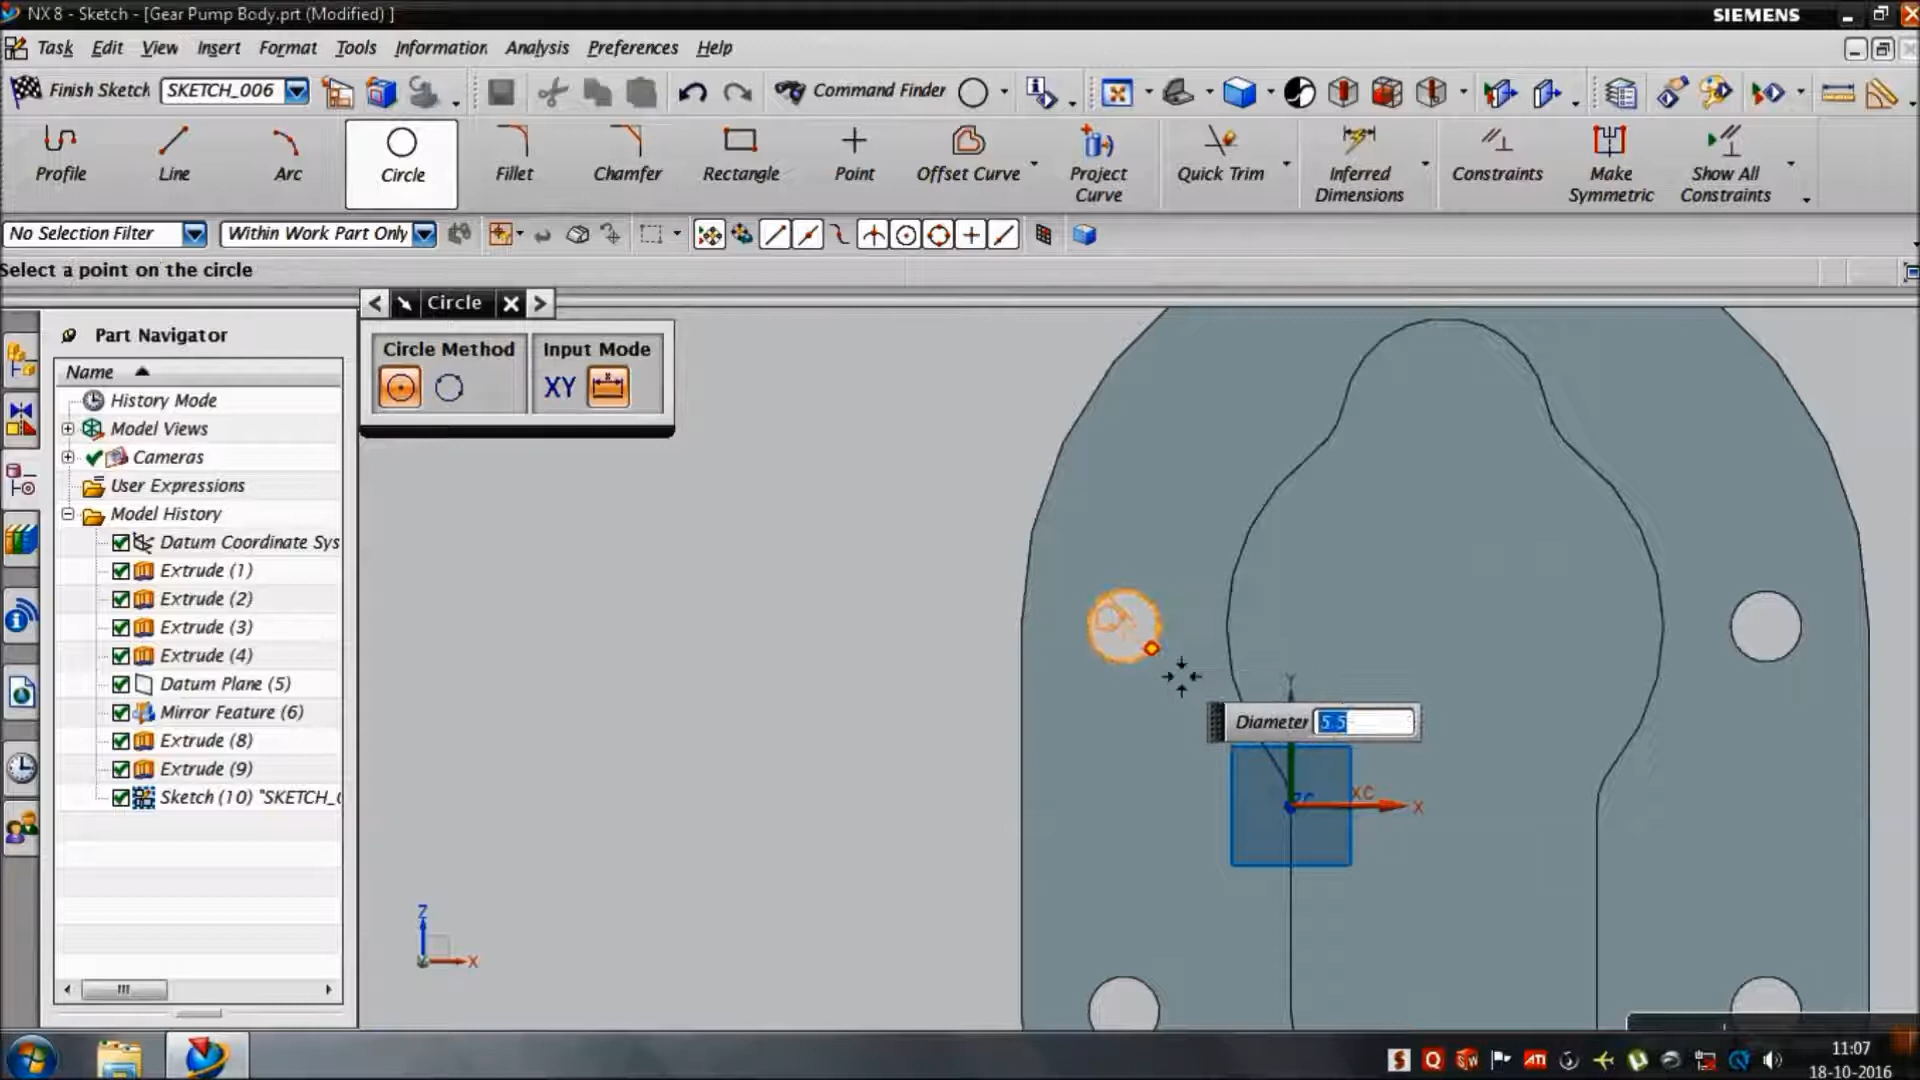 NX 8 - Sketch - [Gear Pump Body.prt (Modified) ]
SIEMENS
Task Edit View Insert Format Tools Information Analysis Preferences Help
Finish Sketch SKETCH_006 Command Finder
Profile Line Arc Circle Fillet Chamfer Rectangle Point Offset Curve Project Curve Quick Trim Inferred Dimensions Constraints Make Symmetric Show All Constraints
No Selection Filter Within Work Part Only
Select a point on the circle
Circle
Circle Method Input Mode
XY
Part Navigator
Name
History Mode
Model Views
Cameras
User Expressions
Model History
Datum Coordinate Sys
Extrude (1)
Extrude (2)
Extrude (3)
Extrude (4)
Datum Plane (5)
Mirror Feature (6)
Extrude (8)
Extrude (9)
Sketch (10) "SKETCH_
Y
Diameter 5.5
XC X
Z
X
ATI
11:07
18-10-2016